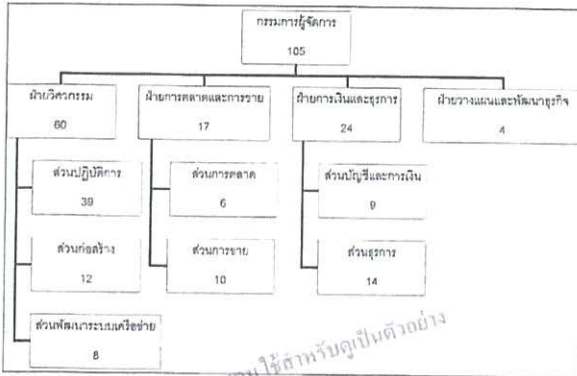 กรรมการผู้จัดการ
105
ฝ่ายวิศวกรรม
60
ฝ่ายการตลาดและการขาย
17
ฝ่ายการเงินและธุรการ
24
ฝ่ายวางแผนและพัฒนาธุรกิจ
4
ส่วนปฏิบัติการ
39
ส่วนการตลาด
6
ส่วนบัญชีและการเงิน
9
ส่วนก่อสร้าง
12
ส่วนการขาย
10
ส่วนธุรการ
14
ส่วนพัฒนาระบบเครือข่าย
8
ใช้สำหรับดูเป็นตัวอย่าง